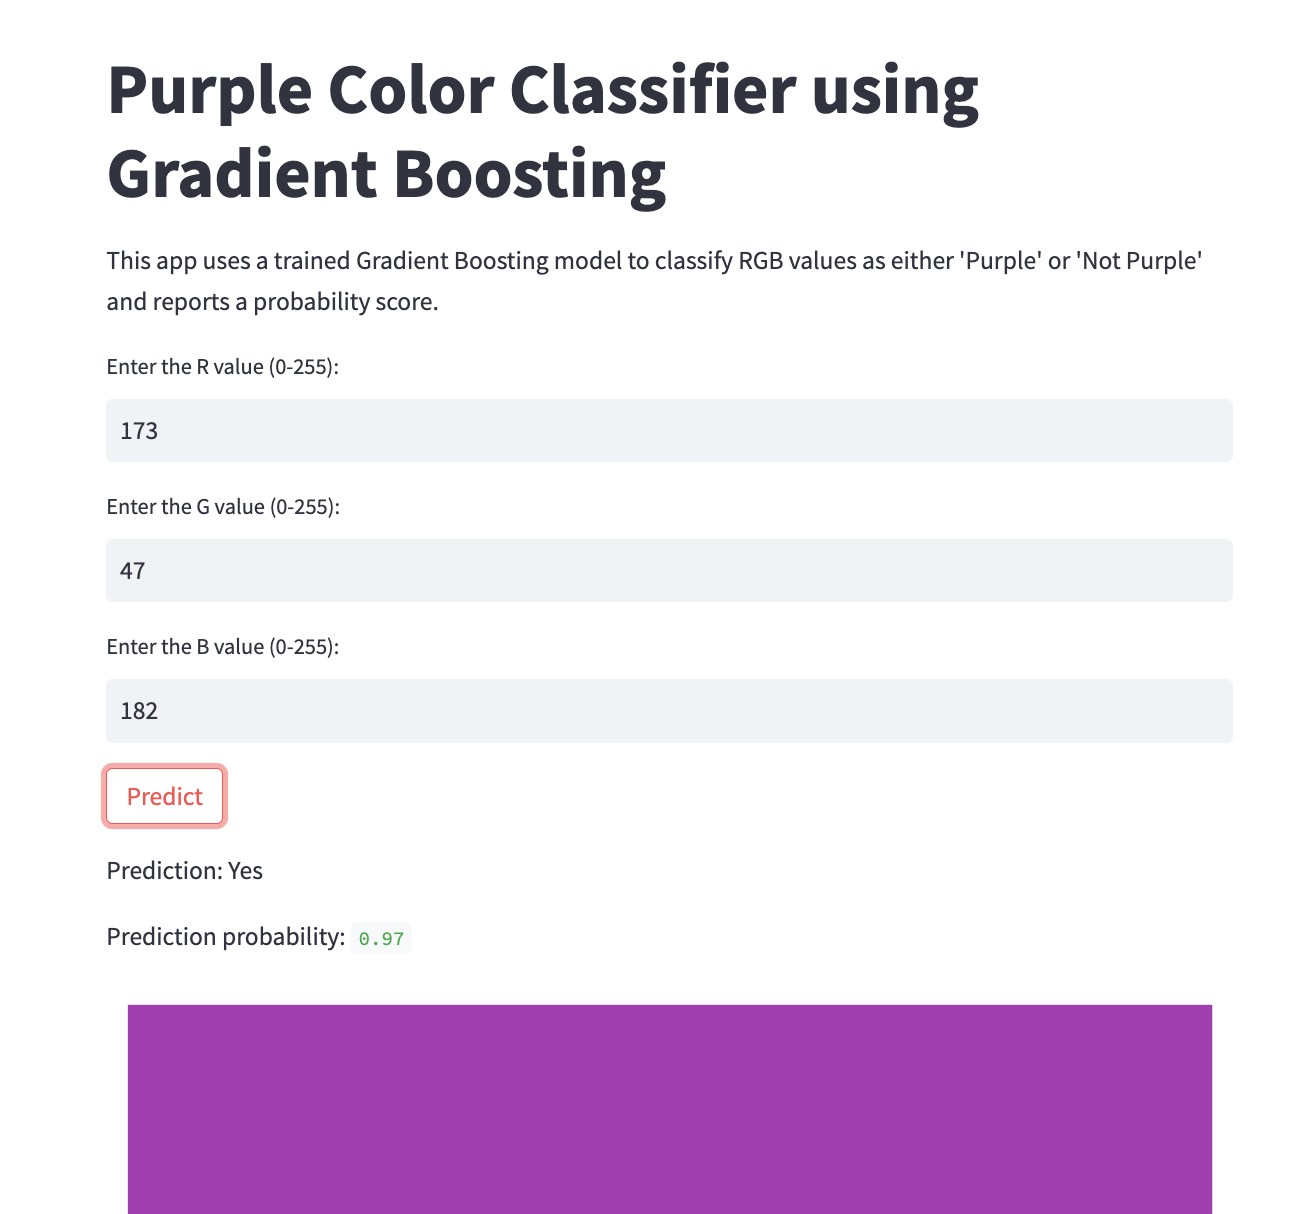 Purple Color Classifier using
Gradient Boosting
This app uses a trained Gradient Boosting model to classify RGB values as either 'Purple' or 'Not Purple'
and reports a probability score.
Enter the R value (0-255):
173
Enter the G value (0-255):
47
Enter the B value (0-255):
182
Predict
Prediction: Yes
Prediction probability: 0.97